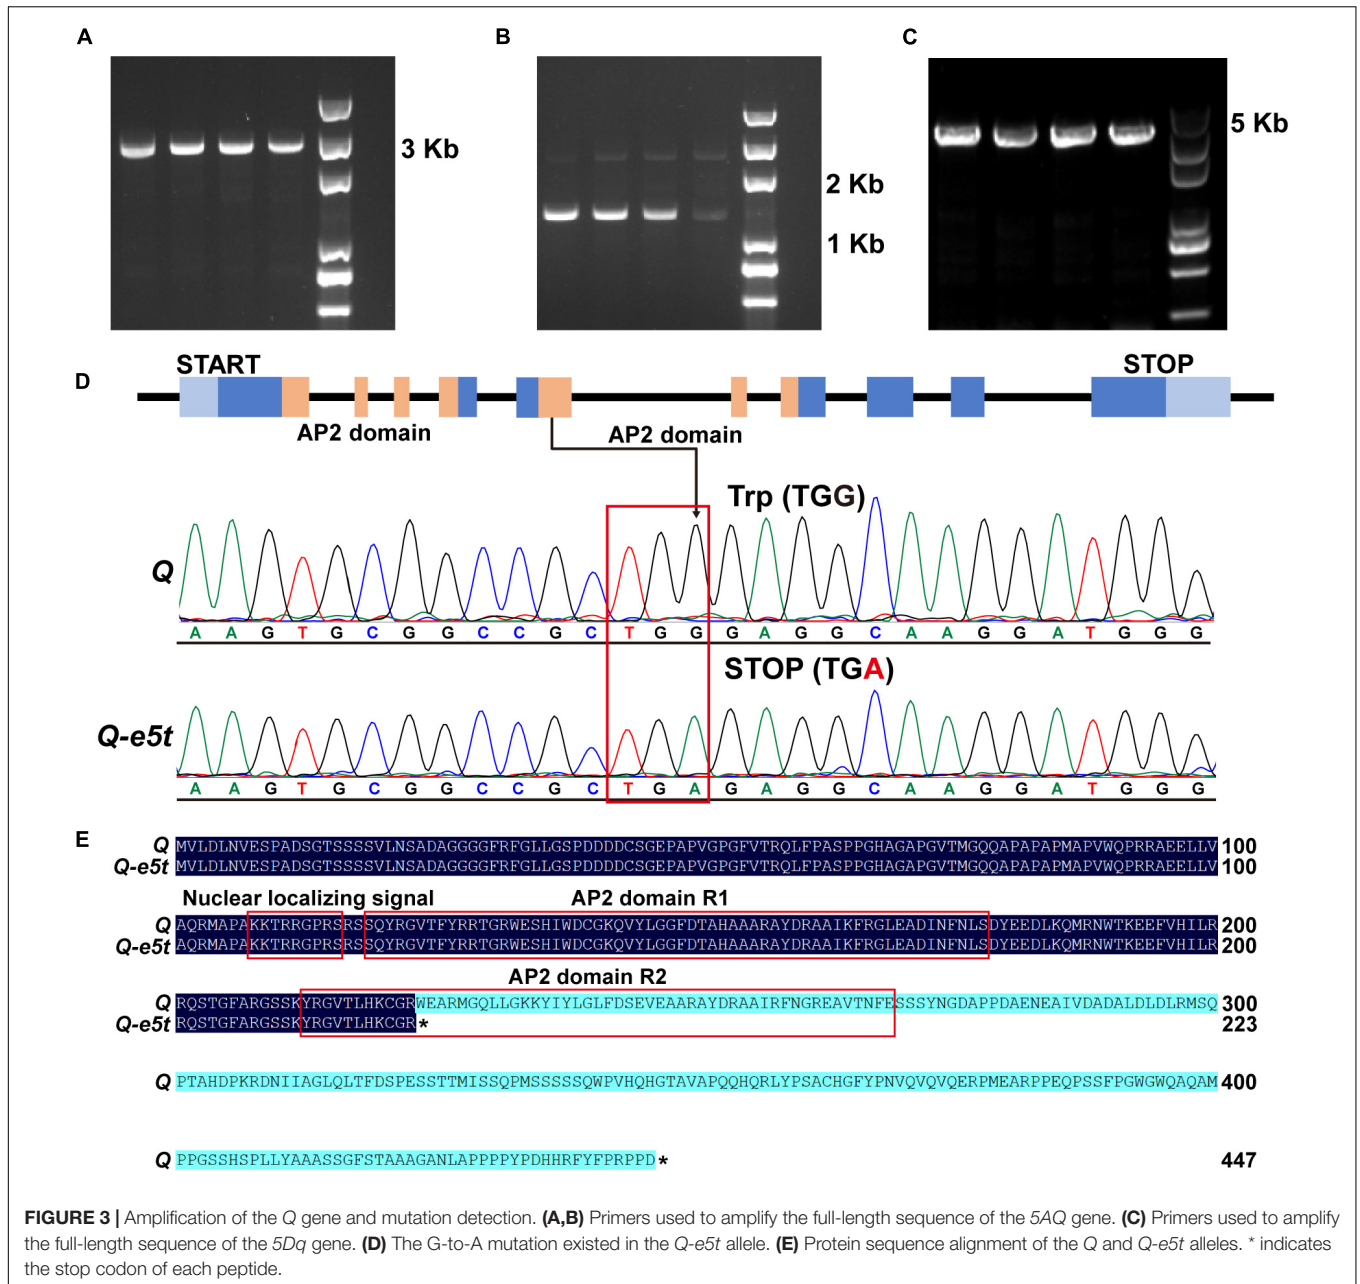 A
B
C
3 Kb
2 Kb
1 Kb
5 Kb
D
START
STOP
AP2 domain
AP2 domain
Trp (TGG)
Q
A A G T G C G G C C G C T G G G A G G C A A G G A T G G G
STOP (TGA)
Q-e5t
A A G T G C G G C C G C T G A G A G G C A A G G A T G G G
E
Q MVLDLNVESPADSGTSSSSVLNSADAGGGGFRFGLLGSPDDDDCSGEPAPVGPGFVTRQLFPASPPGHAGAPGVTMGQQAPAPAPMAPVWQPRRAEELLV 100
Q-e5t MVLDLNVESPADSGTSSSSVLNSADAGGGGFRFGLLGSPDDDDCSGEPAPVGPGFVTRQLFPASPPGHAGAPGVTMGQQAPAPAPMAPVWQPRRAEELLV 100
Nuclear localizing signal AP2 domain R1
Q AQRMAPAKKTRRGPRSRSSQYRGVTFYRRTGRWESHIWDCGKQVYLGGFDTAHAAARAYDRAAIKFRGLEADINFNLSDYEEDLKQMRNWTKEEFVHILR 200
Q-e5t AQRMAPAKKTRRGPRSRSSQYRGVTFYRRTGRWESHIWDCGKQVYLGGFDTAHAAARAYDRAAIKFRGLEADINFNLSDYEEDLKQMRNWTKEEFVHILR 200
AP2 domain R2
Q RQSTGFARGSSKYRGVTLHKCGRWEARMGQLLGKKYIYLGLFDSEVEAARAYDRAAIRFNGREAVTNFESSSYNGDAPPDAENEAIVDADALDLDLRMSQ 300
Q-e5t RQSTGFARGSSKYRGVTLHKCGR* 223
Q PTAHDPKRDNIIAGLQLTFDSPESSTTMISSQPMSSSSSQWPVHQHGTAVAPQQHQRLYPSACHGFYPNVQVQVQERPMEARPPEQPSSFPGWGWQAQAM 400
Q PPGSSHSPLLYAAASSGFSTAAAGANLAPPPPYPDHHRFYFPRPPD* 447
FIGURE 3 | Amplification of the Q gene and mutation detection. (A,B) Primers used to amplify the full-length sequence of the 5AQ gene. (C) Primers used to amplify
the full-length sequence of the 5Dq gene. (D) The G-to-A mutation existed in the Q-e5t allele. (E) Protein sequence alignment of the Q and Q-e5t alleles. * indicates
the stop codon of each peptide.